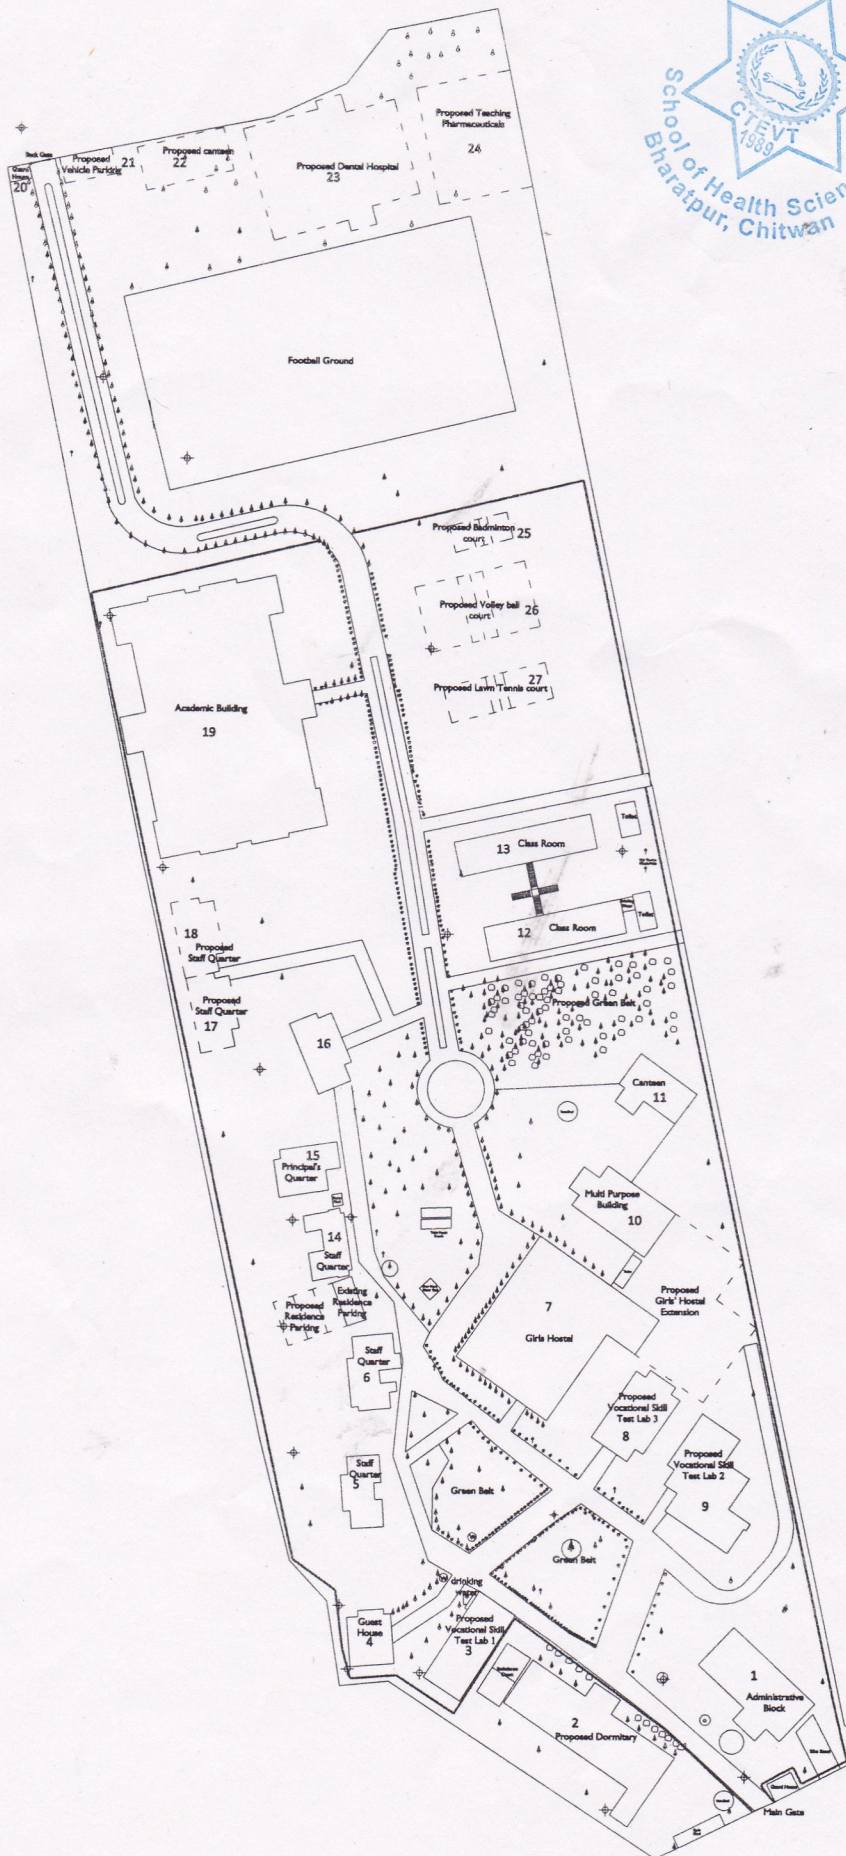 CTEVT
1989
School of Health Scien
Bharatpur, Chitwan
Proposed Teaching
Pharmaceuticals
24
Back Gate
20
Proposed
Vehicle Parking
21
Proposed canteen
22
Proposed Dental Hospital
23
Football Ground
Proposed Badminton
court
25
Proposed Volley ball
court
26
Proposed Lawn Tennis court
27
Academic Building
19
13 Class Room
Toilet
12 Class Room
Toilet
18
Proposed
Staff Quarter
Proposed
Staff Quarter
17
Proposed Green Belt
16
Canteen
11
15
Principal's
Quarter
Multi Purpose
Building
10
14
Staff
Quarter
Proposed
Residence
Parking
Existing
Residence
Parking
7
Girls Hostel
Proposed
Girls' Hostel
Extension
Staff
Quarter
6
Proposed
Vocational Skill
Test Lab 3
8
Proposed
Vocational Skill
Test Lab 2
9
Staff
Quarter
5
Green Belt
Green Belt
drinking
water
Guest
House
4
Proposed
Vocational Skill
Test Lab 1
3
1
Administrative
Block
2
Proposed Dormitary
Guard House
Main Gate